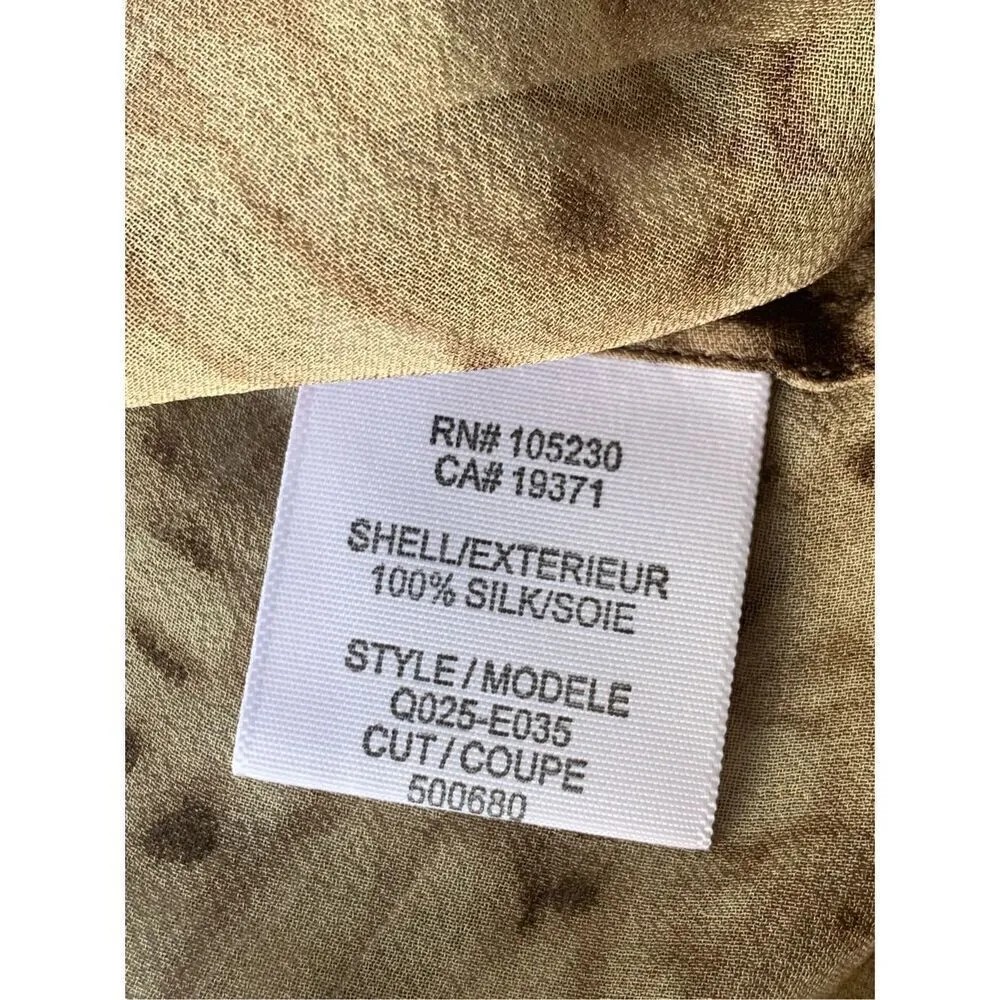 RN# 105230
CA# 19371
SHELL/EXTERIEUR
100% SILK/SOIE
STYLE / MODELE
Q025-E035
CUT / COUPE
500680